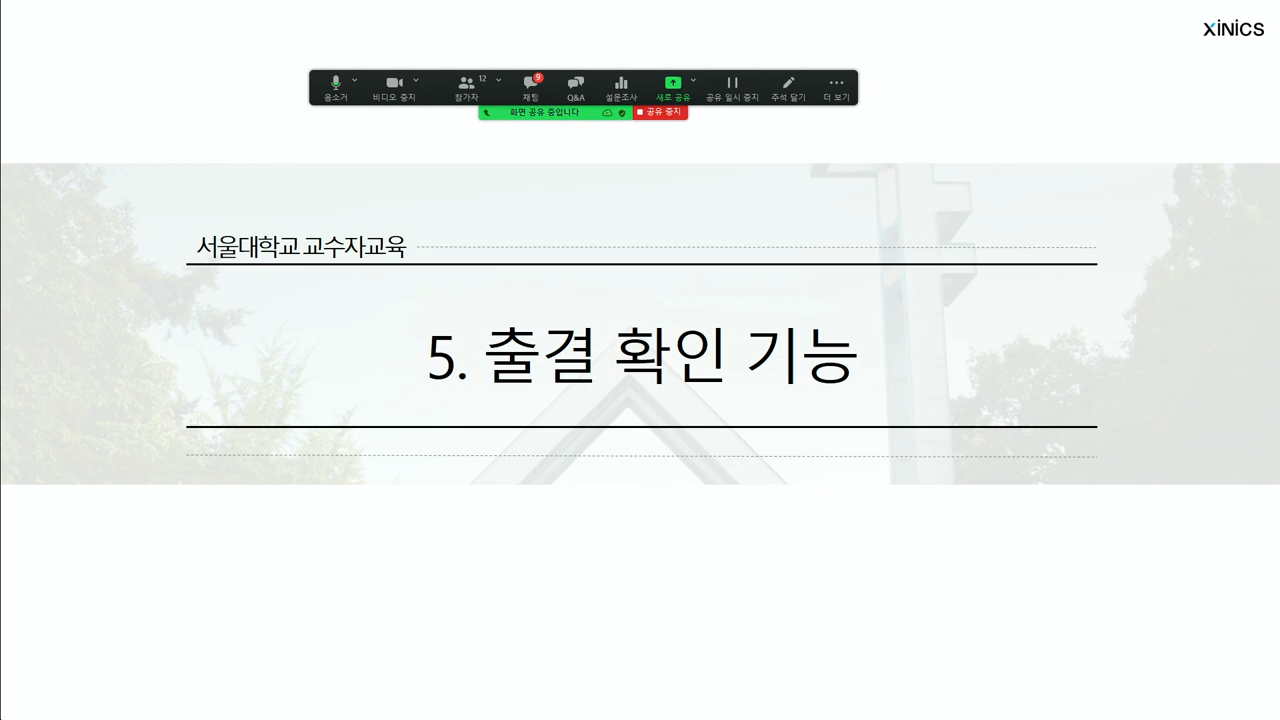 XINICS
음소거
비디오 중지
참가자
12
채팅
9
Q&A
설문조사
새로 공유
공유 일시 중지
주석 달기
더 보기
화면 공유 중입니다
공유 중지
서울대학교 교수자교육
5. 출결 확인 기능